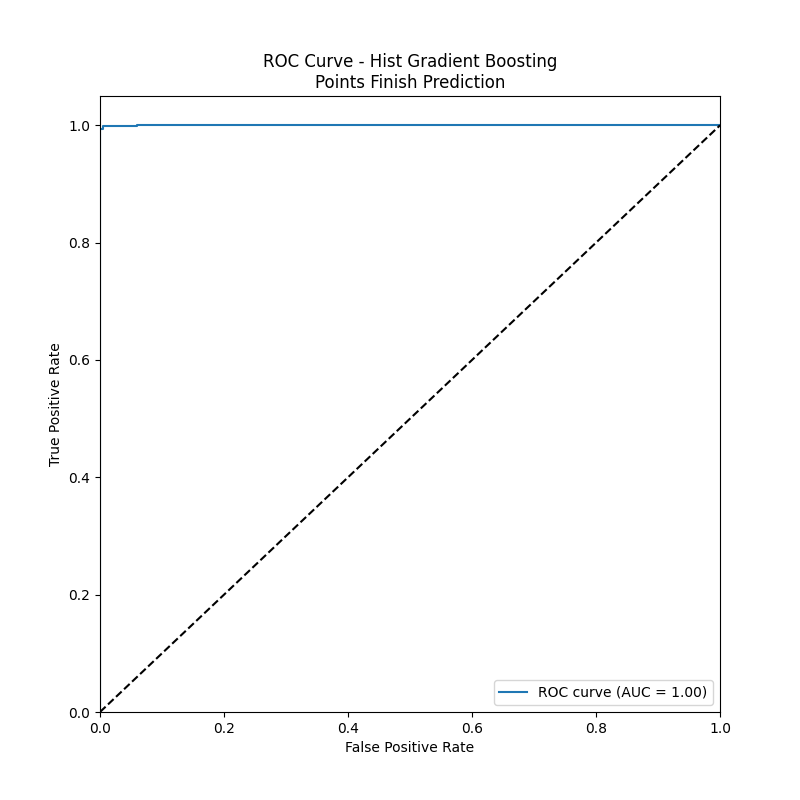 ROC Curve - Hist Gradient Boosting
Points Finish Prediction
True Positive Rate
1.0
0.8
0.6
0.4
0.2
0.0
ROC curve (AUC = 1.00)
0.0 0.2 0.4 0.6 0.8 1.0
False Positive Rate